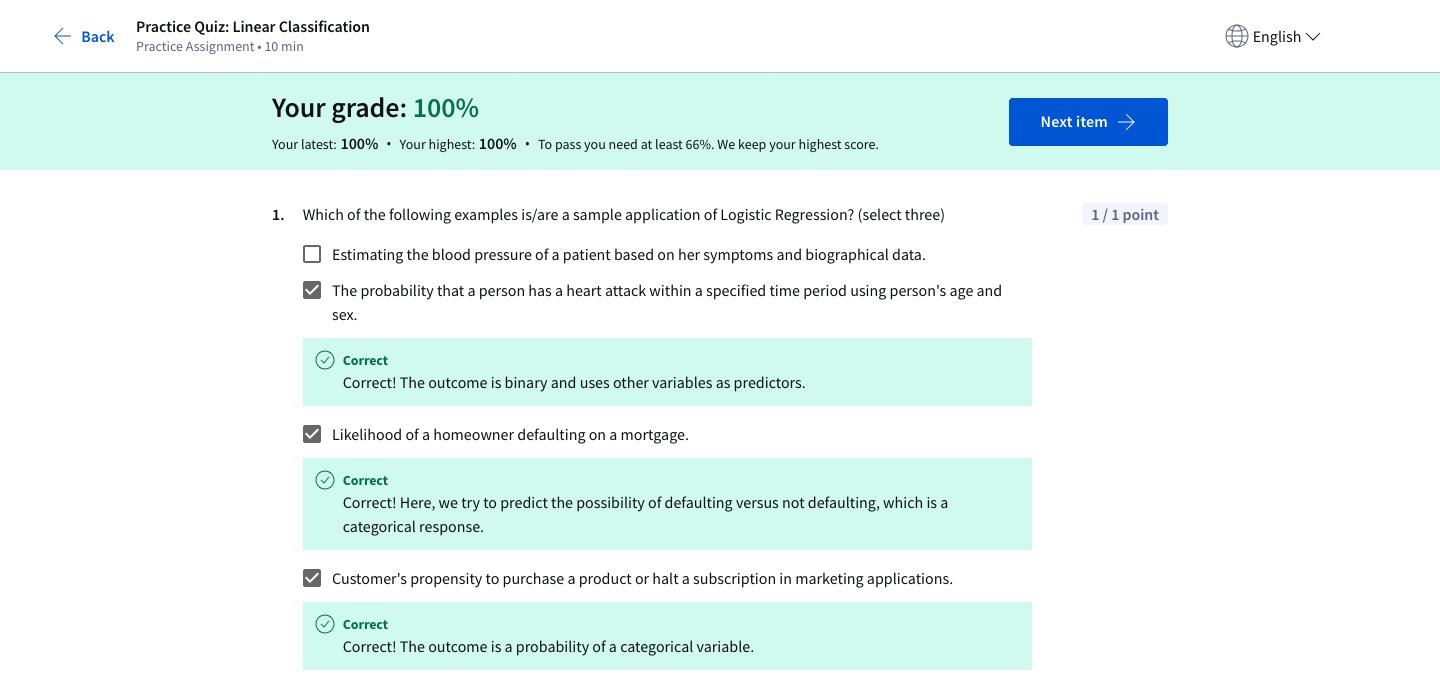 Back
Practice Quiz: Linear Classification
Practice Assignment • 10 min
English
Your grade: 100%
Your latest: 100% • Your highest: 100% • To pass you need at least 66%. We keep your highest score.
Next item
1. Which of the following examples is/are a sample application of Logistic Regression? (select three)
1 / 1 point
Estimating the blood pressure of a patient based on her symptoms and biographical data.
The probability that a person has a heart attack within a specified time period using person's age and
sex.
Correct
Correct! The outcome is binary and uses other variables as predictors.
Likelihood of a homeowner defaulting on a mortgage.
Correct
Correct! Here, we try to predict the possibility of defaulting versus not defaulting, which is a
categorical response.
Customer's propensity to purchase a product or halt a subscription in marketing applications.
Correct
Correct! The outcome is a probability of a categorical variable.